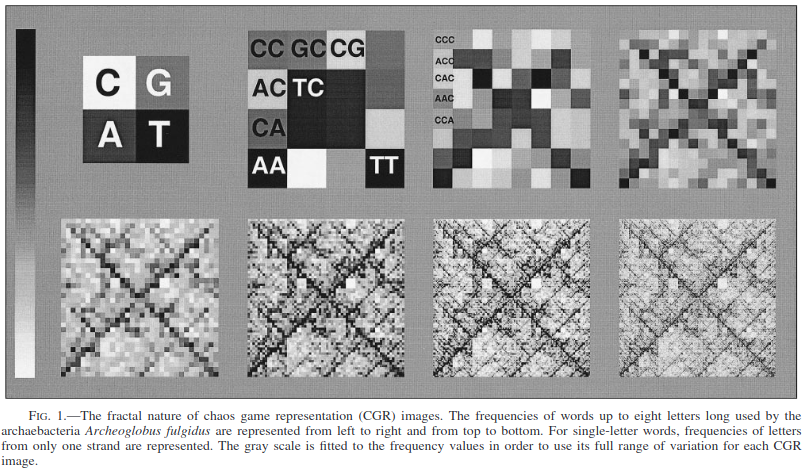 C G
A T
CC GC CG
AC TC
CA
AA TT
CCC
ACC
CAC
AAC
CCA
FIG. 1.—The fractal nature of chaos game representation (CGR) images. The frequencies of words up to eight letters long used by the
archaebacteria Archeoglobus fulgidus are represented from left to right and from top to bottom. For single-letter words, frequencies of letters
from only one strand are represented. The gray scale is fitted to the frequency values in order to use its full range of variation for each CGR
image.